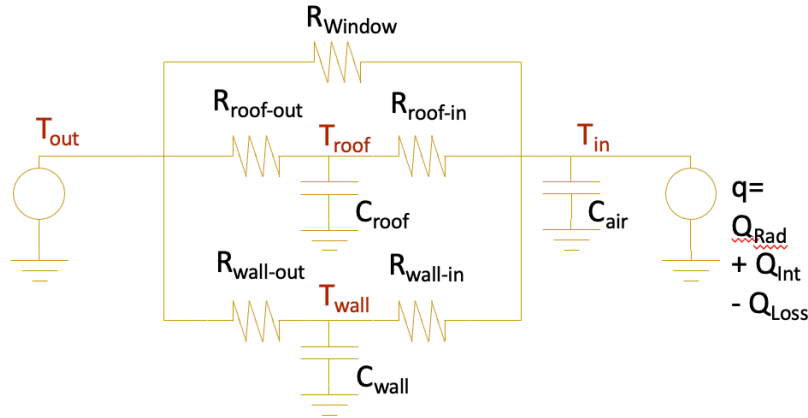 RWindow
Rroof-out
Rroof-in
Tout
Troof
Tin
Croof
Cair
q=
QRad
+ QInt
- QLoss
Rwall-out
Rwall-in
Twall
Cwall